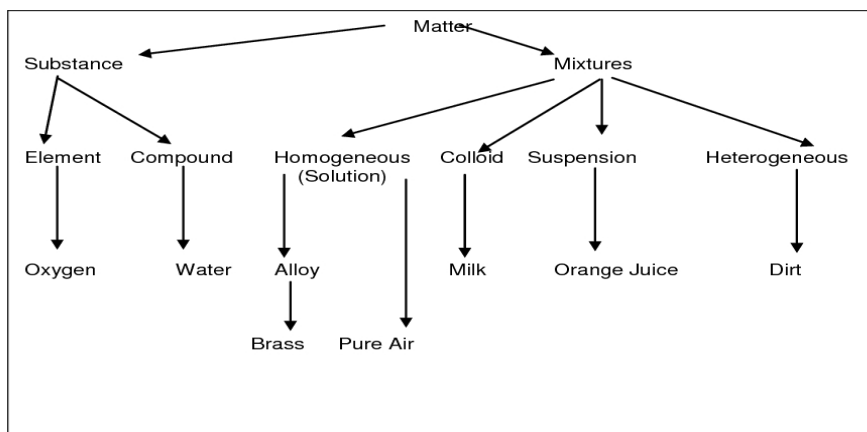 Matter
Substance
Mixtures
Element
Compound
Homogeneous
(Solution)
Colloid
Suspension
Heterogeneous
Oxygen
Water
Alloy
Milk
Orange Juice
Dirt
Brass
Pure Air